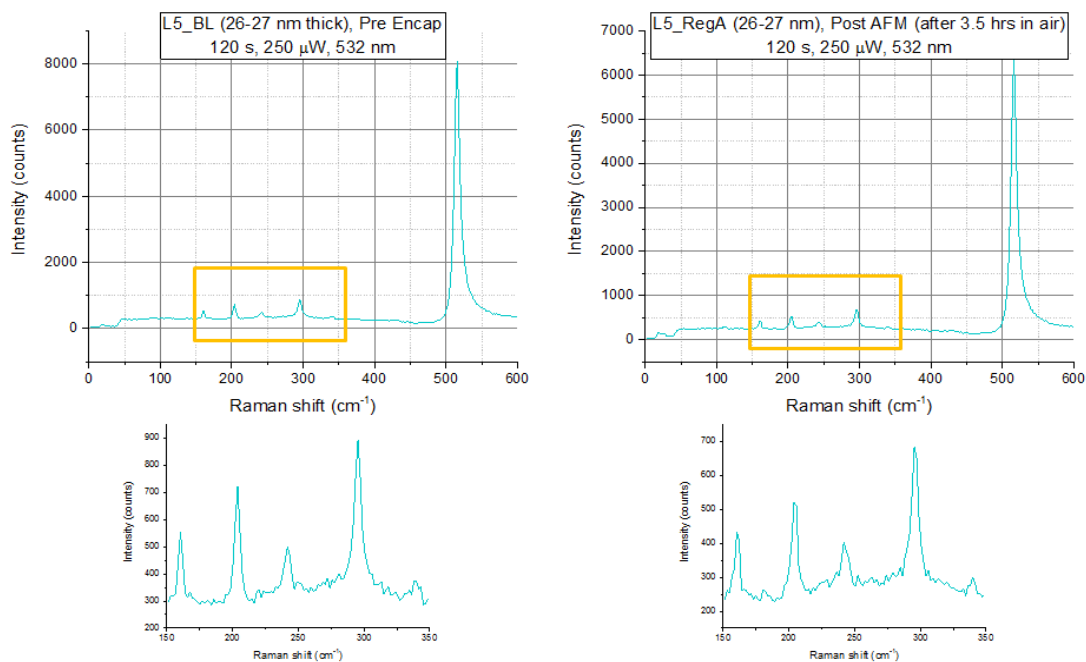 L5_BL (26-27 nm thick), Pre Encap
120 s, 250 μW, 532 nm
8000
6000
4000
2000
0
Intensity (counts)
0 100 200 300 400 500 600
Raman shift (cm⁻¹)
L5_RegA (26-27 nm), Post AFM (after 3.5 hrs in air)
120 s, 250 μW, 532 nm
7000
6000
5000
4000
3000
2000
1000
0
Intensity (counts)
0 100 200 300 400 500 600
Raman shift (cm⁻¹)
900
800
700
600
500
400
300
200
Intensity (counts)
150 200 250 300 350
Raman shift (cm⁻¹)
700
600
500
400
300
200
Intensity (counts)
150 200 250 300 350
Raman shift (cm⁻¹)